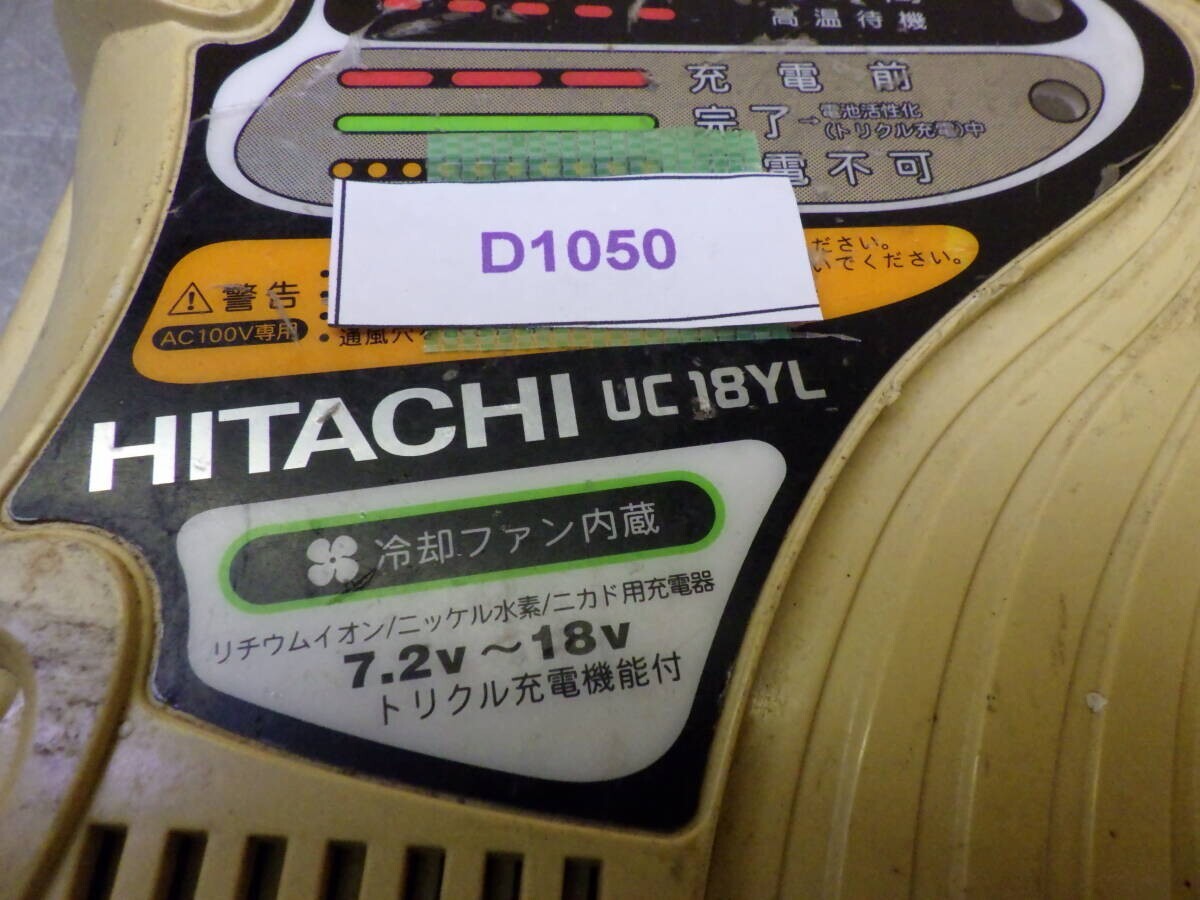 高温待機
充電前
完了→電池活性化
(トリクル充電)中
電不可
D1050
ださい。
いでください。
警告
AC100V専用
通風穴
HITACHI UC 18YL
冷却ファン内蔵
リチウムイオン/ニッケル水素/ニカド用充電器
7.2v～18v
トリクル充電機能付